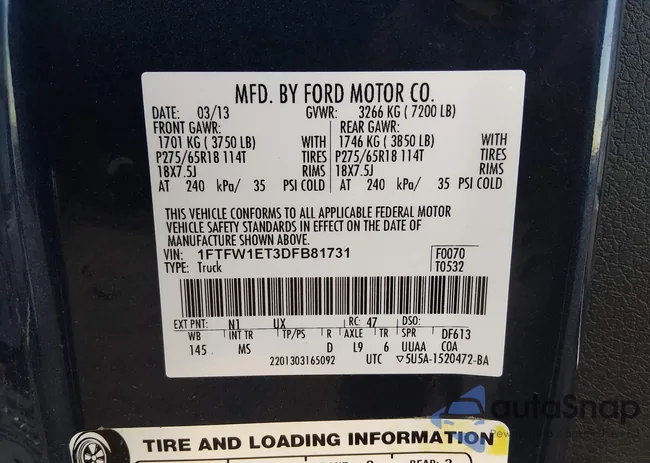 MFD. BY FORD MOTOR CO.
DATE: 03/13 GVWR: 3266 KG ( 7200 LB)
FRONT GAWR: REAR GAWR:
1701 KG ( 3750 LB) WITH 1746 KG ( 3850 LB) WITH
P275/65R18 114T TIRES P275/65R18 114T TIRES
18X7.5J RIMS 18X7.5J RIMS
AT 240 kPa/ 35 PSI COLD AT 240 kPa/ 35 PSI COLD
THIS VEHICLE CONFORMS TO ALL APPLICABLE FEDERAL MOTOR
VEHICLE SAFETY STANDARDS IN EFFECT ON THE DATE OF
MANUFACTURE SHOWN ABOVE.
VIN: 1FTFW1ET3DFB81731 F0070
TYPE: Truck T0532
EXT PNT: N1 UX RC: 47 DSO:
WB INT TR TP/PS R AXLE TR SPR DF613
145 MS D L9 6 UUAA COA
2201303165092 UTC ▽5U5A-1520472-BA
autoSnap
TIRE AND LOADING INFORMATION